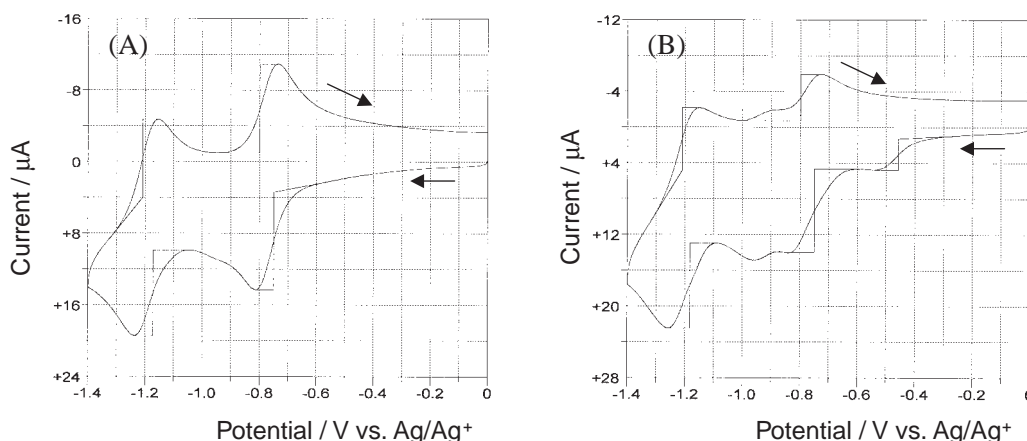 (A)
-16
-8
0
+8
+16
+24
Current / μA
-1.4 -1.2 -1.0 -0.8 -0.6 -0.4 -0.2 0
Potential / V vs. Ag/Ag⁺
(B)
-12
-4
+4
+12
+20
+28
Current / μA
-1.4 -1.2 -1.0 -0.8 -0.6 -0.4 -0.2
Potential / V vs. Ag/Ag⁺